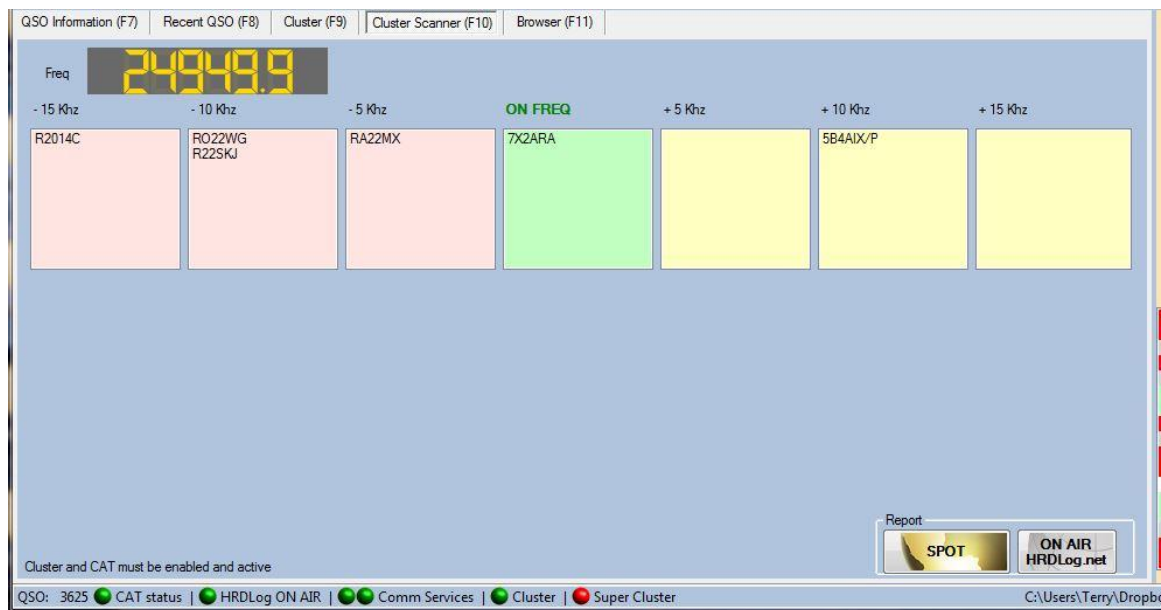 QSO Information (F7) Recent QSO (F8) Cluster (F9) Cluster Scanner (F10) Browser (F11)
Freq 24949.9
- 15 Khz - 10 Khz - 5 Khz ON FREQ + 5 Khz + 10 Khz + 15 Khz
R2014C RO22WG RA22MX 7X2ARA 5B4AIX/P
R22SKJ
Report
SPOT ON AIR
HRDLog.net
Cluster and CAT must be enabled and active
QSO: 3625 CAT status | HRDLog ON AIR | Comm Services | Cluster | Super Cluster C:\Users\Terry\Dropbo